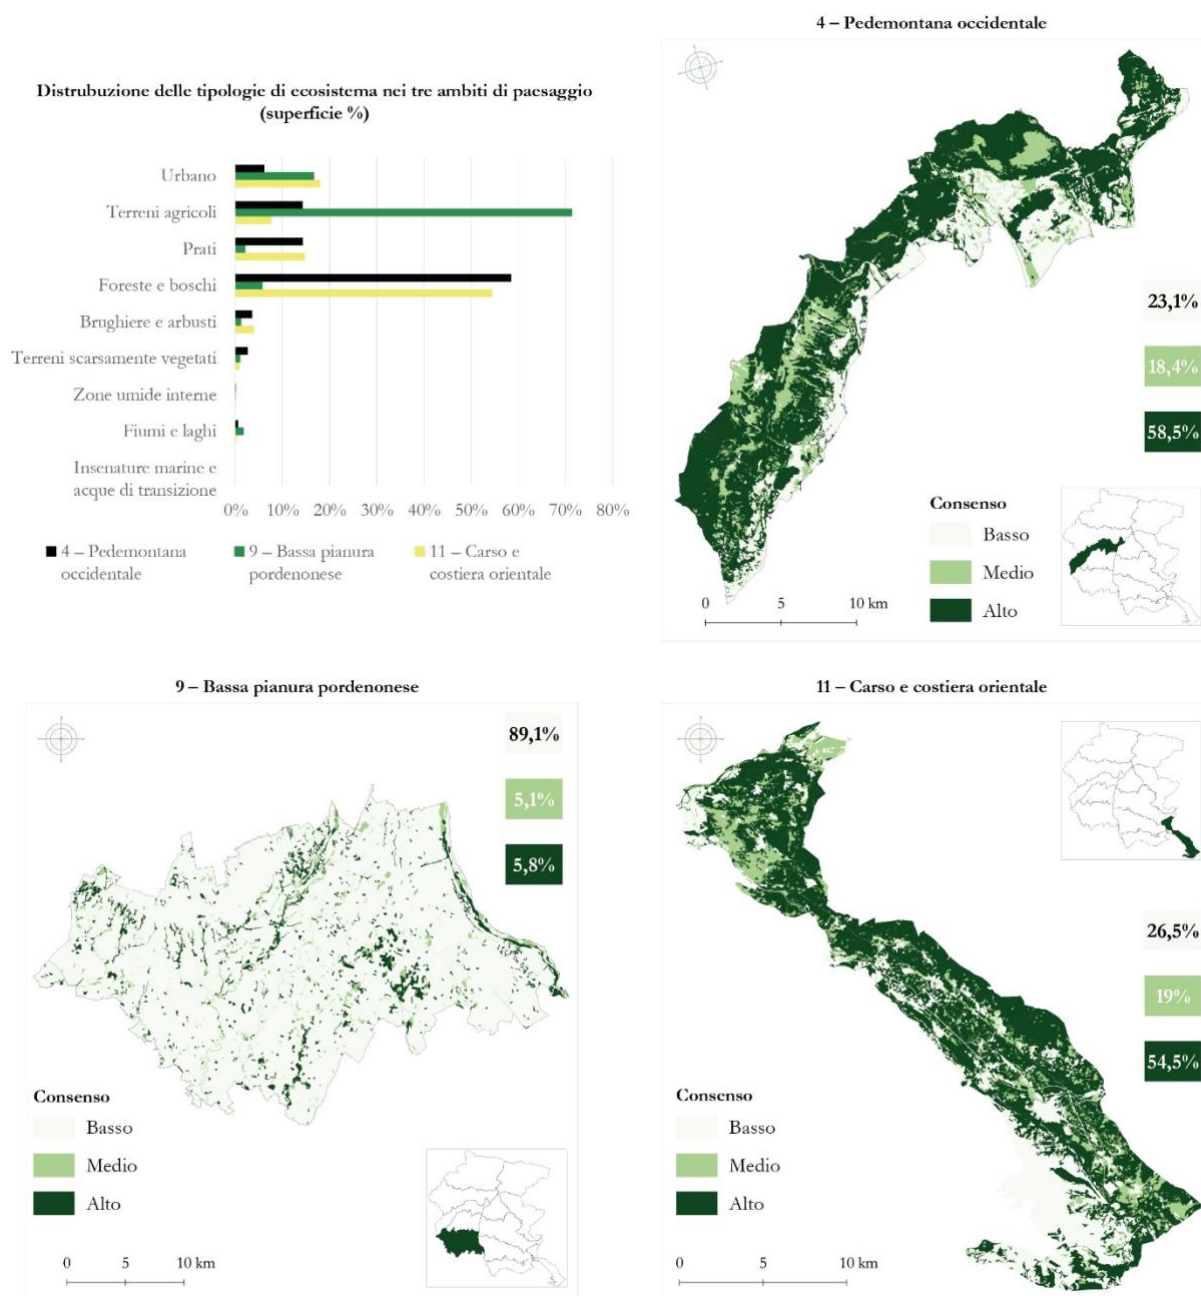 4 – Pedemontana occidentale
Distrubuzione delle tipologie di ecosistema nei tre ambiti di paesaggio
(superficie %)
Urbano
Terreni agricoli
Prati
Foreste e boschi
Brughiere e arbusti
Terreni scarsamente vegetati
Zone umide interne
Fiumi e laghi
Insenature marine e
acque di transizione
0% 10% 20% 30% 40% 50% 60% 70% 80%
4 – Pedemontana
occidentale
9 – Bassa pianura
pordenonese
11 – Carso e
costiera orientale
23,1%
18,4%
58,5%
Consenso
Basso
Medio
Alto
0 5 10 km
9 – Bassa pianura pordenonese
89,1%
5,1%
5,8%
Consenso
Basso
Medio
Alto
0 5 10 km
11 – Carso e costiera orientale
26,5%
19%
54,5%
Consenso
Basso
Medio
Alto
0 5 10 km